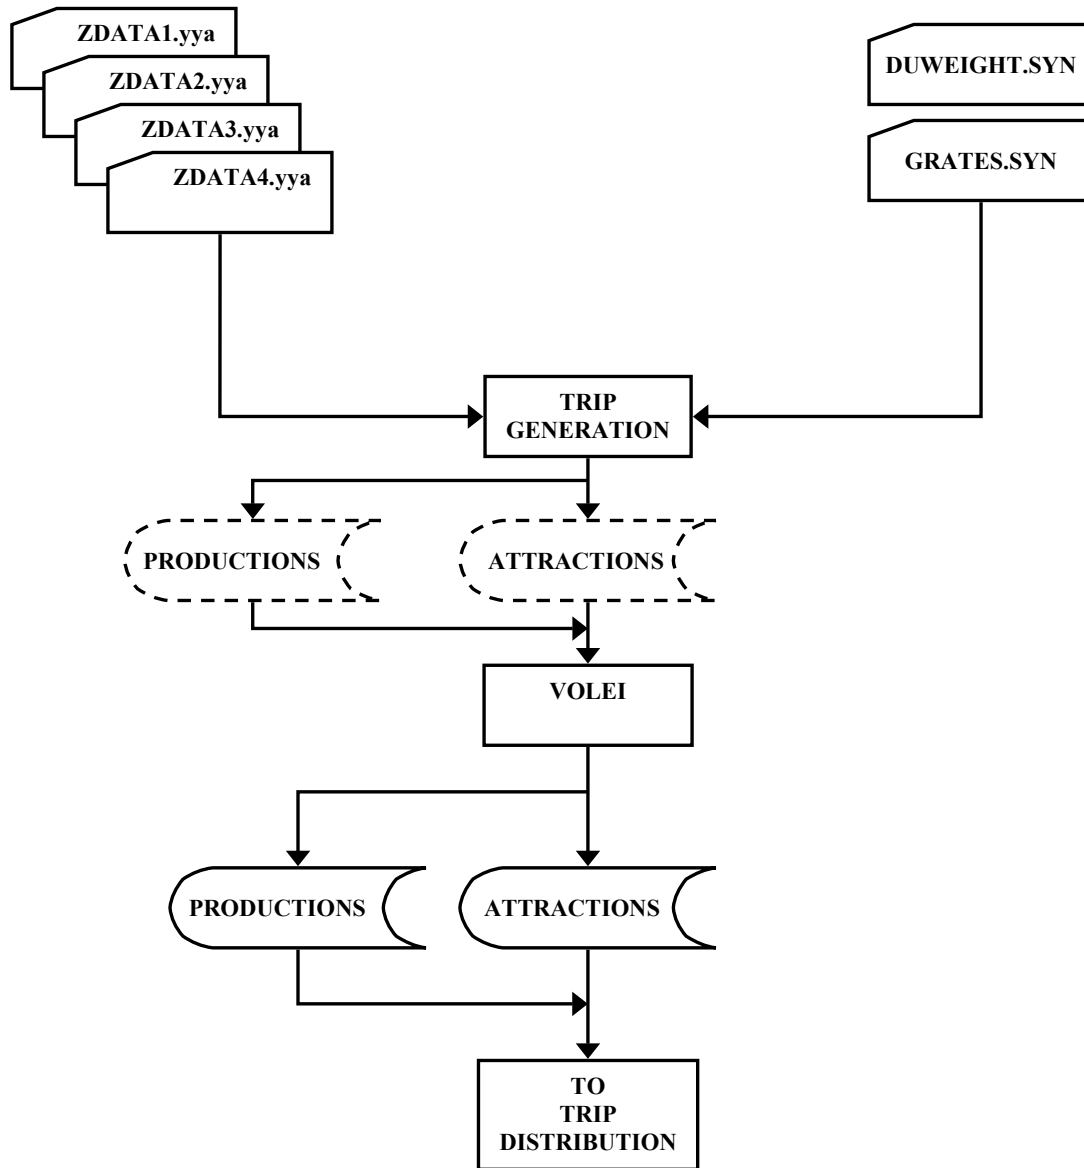 ZDATA1.yya
ZDATA2.yya
ZDATA3.yya
ZDATA4.yya
DUWEIGHT.SYN
GRATES.SYN
TRIP
GENERATION
PRODUCTIONS
ATTRACTIONS
VOLEI
PRODUCTIONS
ATTRACTIONS
TO
TRIP
DISTRIBUTION